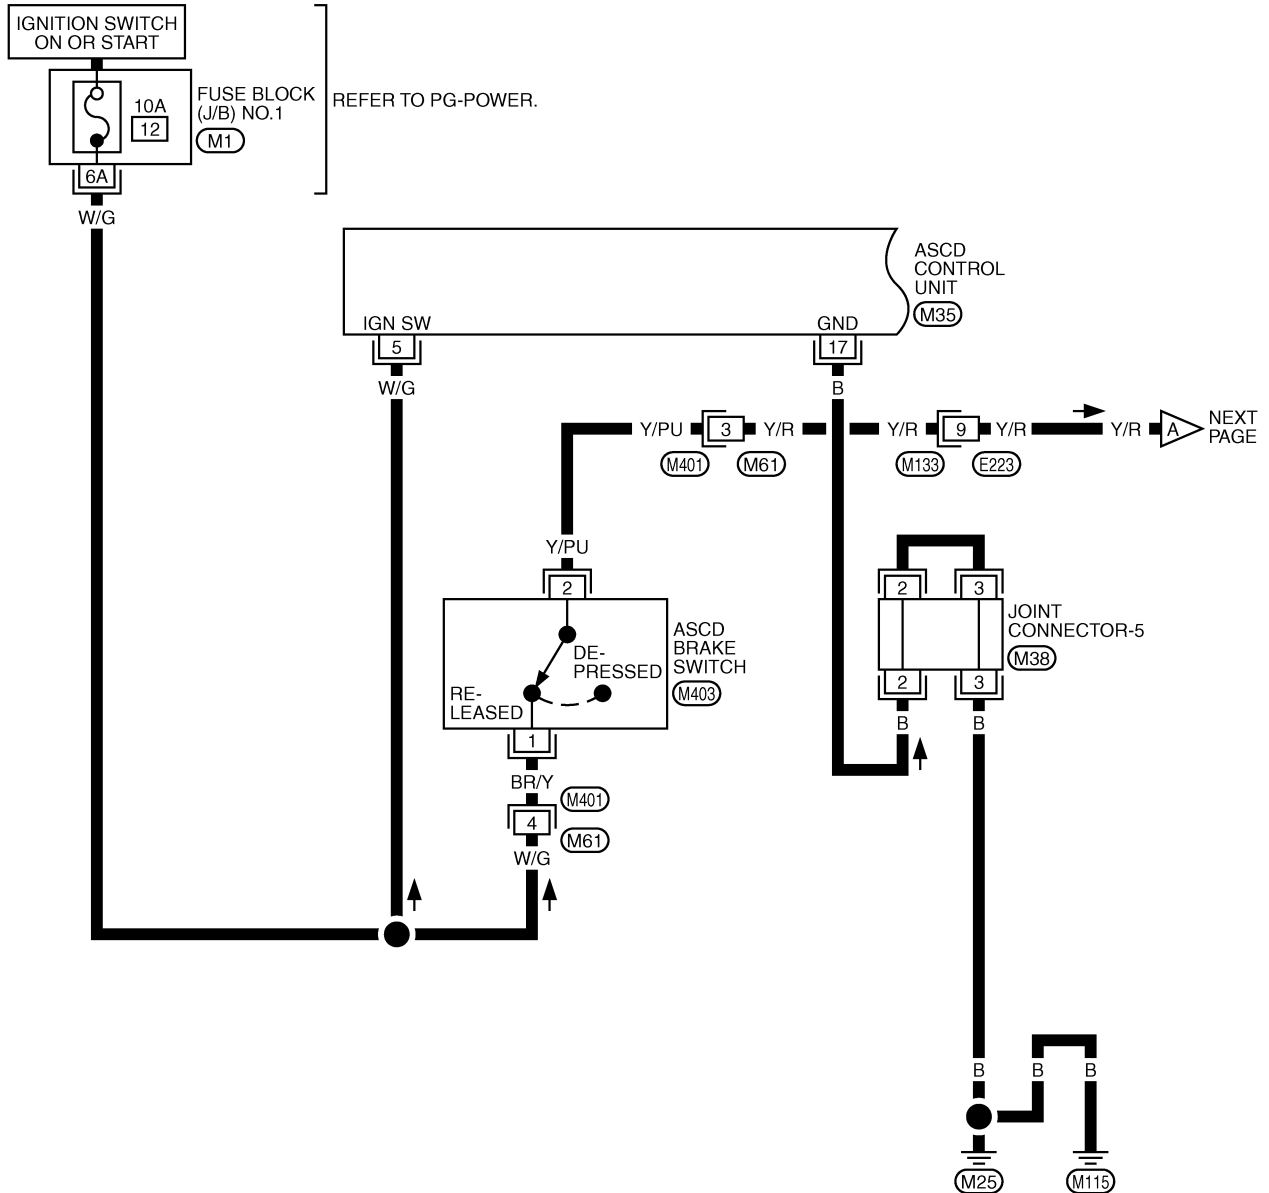 IGNITION SWITCH
ON OR START
FUSE BLOCK
(J/B) NO.1
10A
12
M1
REFER TO PG-POWER.
6A
W/G
ASCD
CONTROL
UNIT
M35
IGN SW
GND
5
17
W/G
B
Y/PU
3
Y/R
Y/R
9
Y/R
Y/R
A
NEXT
PAGE
M401
M61
M133
E223
Y/PU
2
ASCD
BRAKE
SWITCH
M403
DE-
PRESSED
RE-
LEASED
1
BR/Y
M401
4
M61
W/G
2
3
JOINT
CONNECTOR-5
M38
2
3
B
B
B
B
B
M25
M115